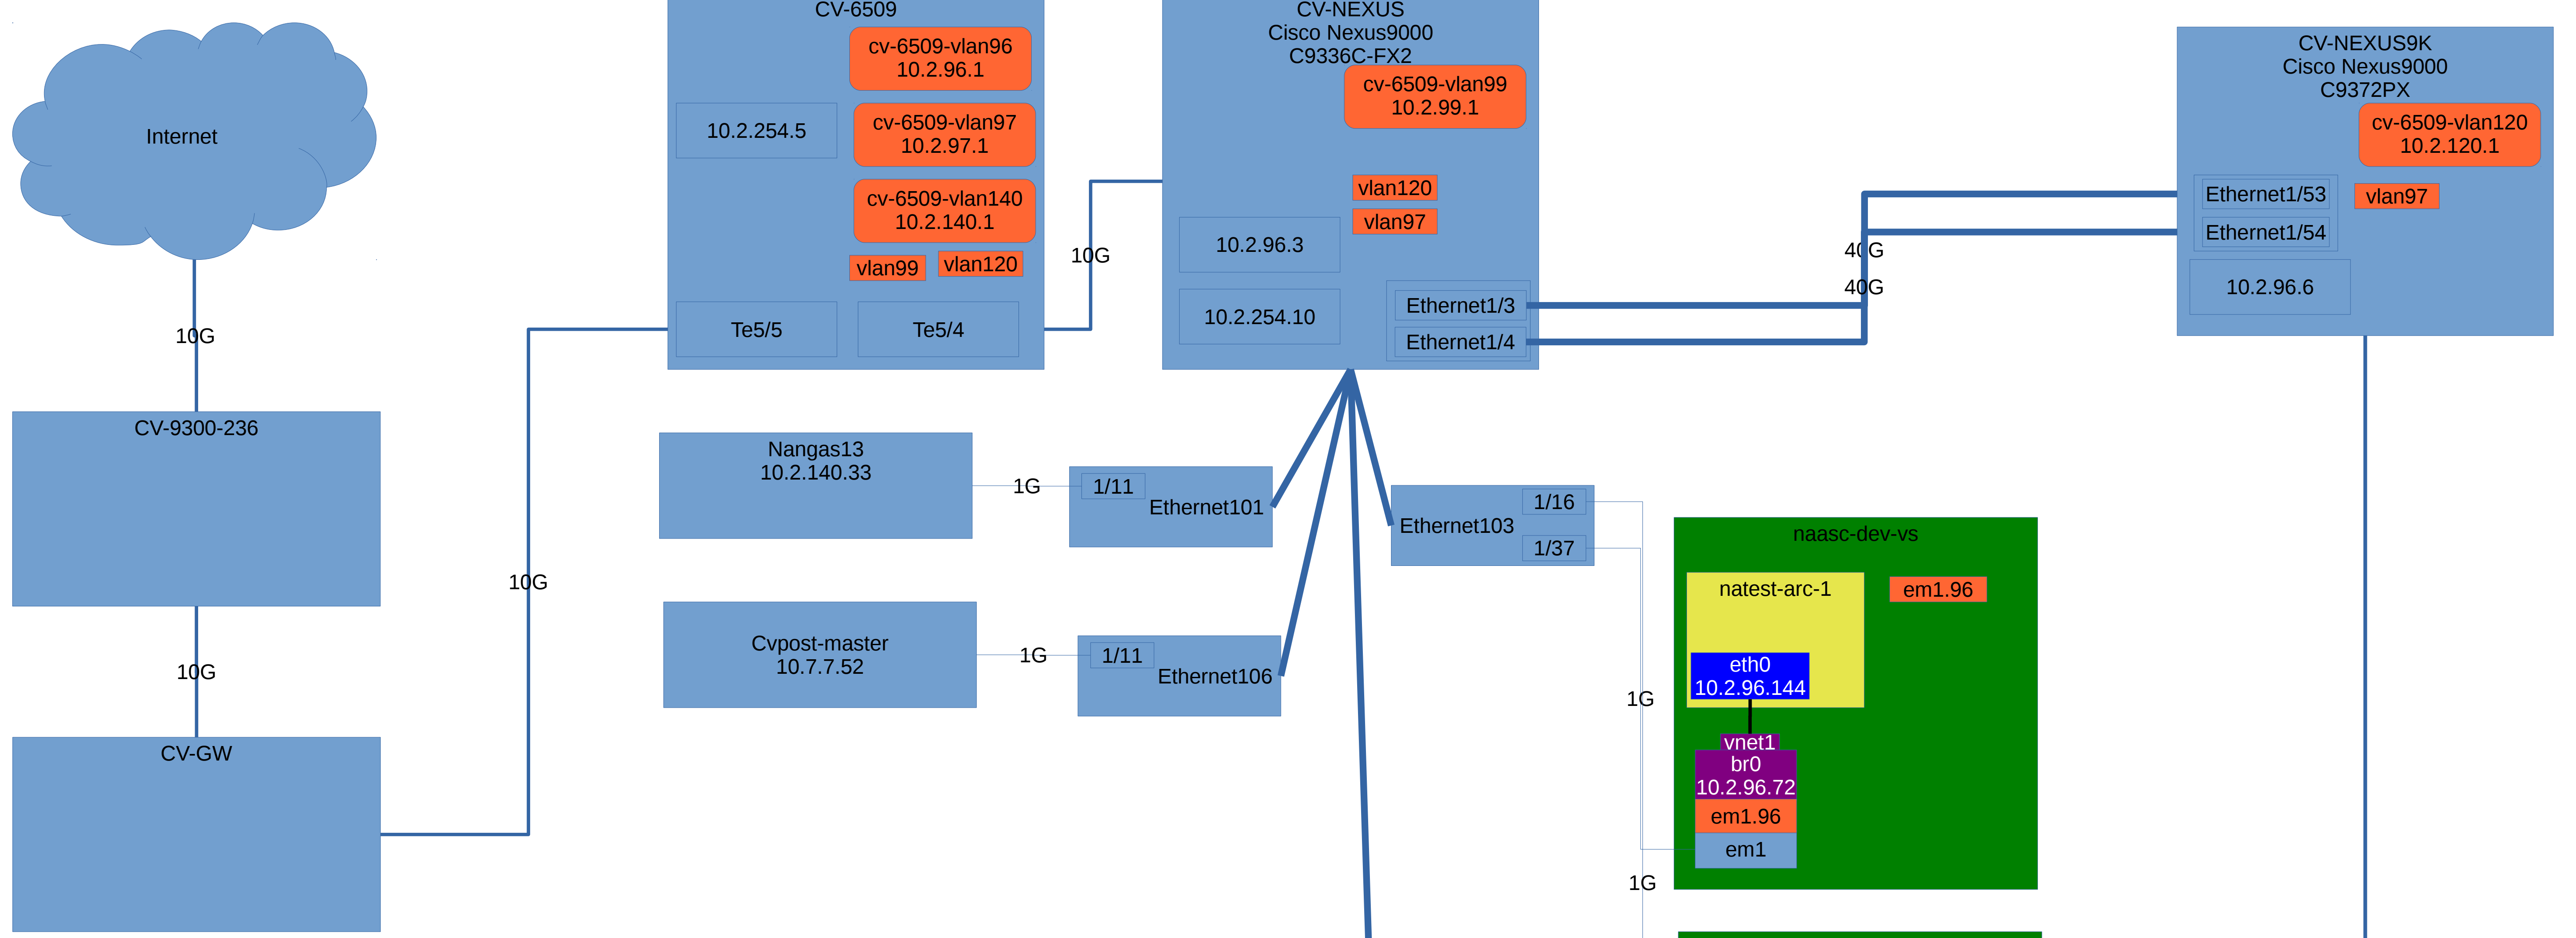 Internet
10G
CV-9300-236
10G
CV-GW
10G
CV-6509
cv-6509-vlan96
10.2.96.1
10.2.254.5
cv-6509-vlan97
10.2.97.1
cv-6509-vlan140
10.2.140.1
vlan99
vlan120
Te5/5
Te5/4
10G
CV-NEXUS
Cisco Nexus9000
C9336C-FX2
cv-6509-vlan99
10.2.99.1
vlan120
vlan97
10.2.96.3
10.2.254.10
Ethernet1/3
Ethernet1/4
40G
40G
CV-NEXUS9K
Cisco Nexus9000
C9372PX
cv-6509-vlan120
10.2.120.1
Ethernet1/53
Ethernet1/54
vlan97
10.2.96.6
Nangas13
10.2.140.33
1G
1/11
Ethernet101
Cvpost-master
10.7.7.52
1G
1/11
Ethernet106
Ethernet103
1/16
1/37
1G
1G
naasc-dev-vs
natest-arc-1
em1.96
eth0
10.2.96.144
vnet1
br0
10.2.96.72
em1.96
em1